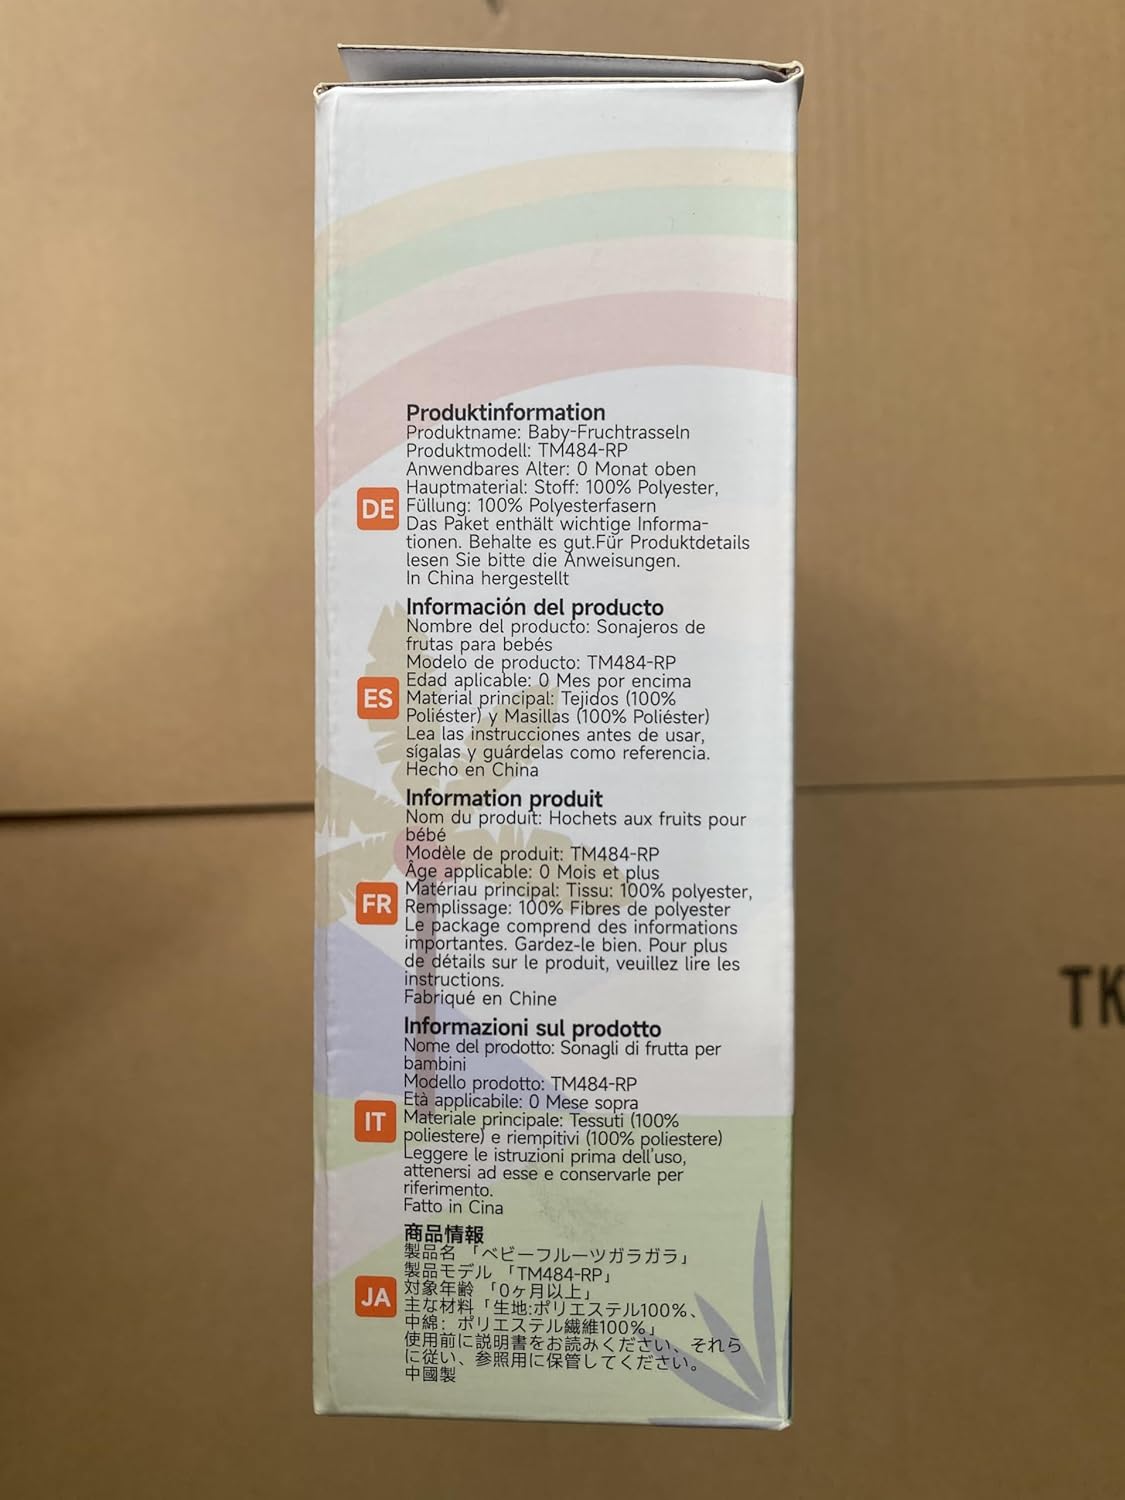 Produktinformation
Produktname: Baby-Fruchtrasseln
Produktmodell: TM484-RP
Anwendbares Alter: 0 Monat oben
Hauptmaterial: Stoff: 100% Polyester,
Füllung: 100% Polyesterfasern
Das Paket enthält wichtige Informa-
tionen. Behalte es gut.Für Produktdetails
lesen Sie bitte die Anweisungen.
In China hergestellt
DE
Información del producto
Nombre del producto: Sonajeros de
frutas para bebés
Modelo de producto: TM484-RP
Edad aplicable: 0 Mes por encima
Material principal: Tejidos (100%
Poliéster) y Masillas (100% Poliéster)
Lea las instrucciones antes de usar,
sígalas y guárdelas como referencia.
Hecho en China
ES
Information produit
Nom du produit: Hochets aux fruits pour
bébé
Modèle de produit: TM484-RP
Âge applicable: 0 Mois et plus
Matériau principal: Tissu: 100% polyester,
Remplissage: 100% Fibres de polyester
Le package comprend des informations
importantes. Gardez-le bien. Pour plus
de détails sur le produit, veuillez lire les
instructions.
Fabriqué en Chine
FR
Informazioni sul prodotto
Nome del prodotto: Sonagli di frutta per
bambini
Modello prodotto: TM484-RP
Età applicabile: 0 Mese sopra
Materiale principale: Tessuti (100%
poliestere) e riempitivi (100% poliestere)
Leggere le istruzioni prima dell'uso,
attenersi ad esse e conservarle per
riferimento.
Fatto in Cina
IT
商品情報
製品名「ベビーフルーツガラガラ」
製品モデル「TM484-RP」
対象年齢「0ヶ月以上」
主な材料「生地:ポリエステル100%、
中綿：ポリエステル繊維100%」
使用前に説明書をお読みください、それら
に従い、参照用に保管してください。
中國製
JA
TK